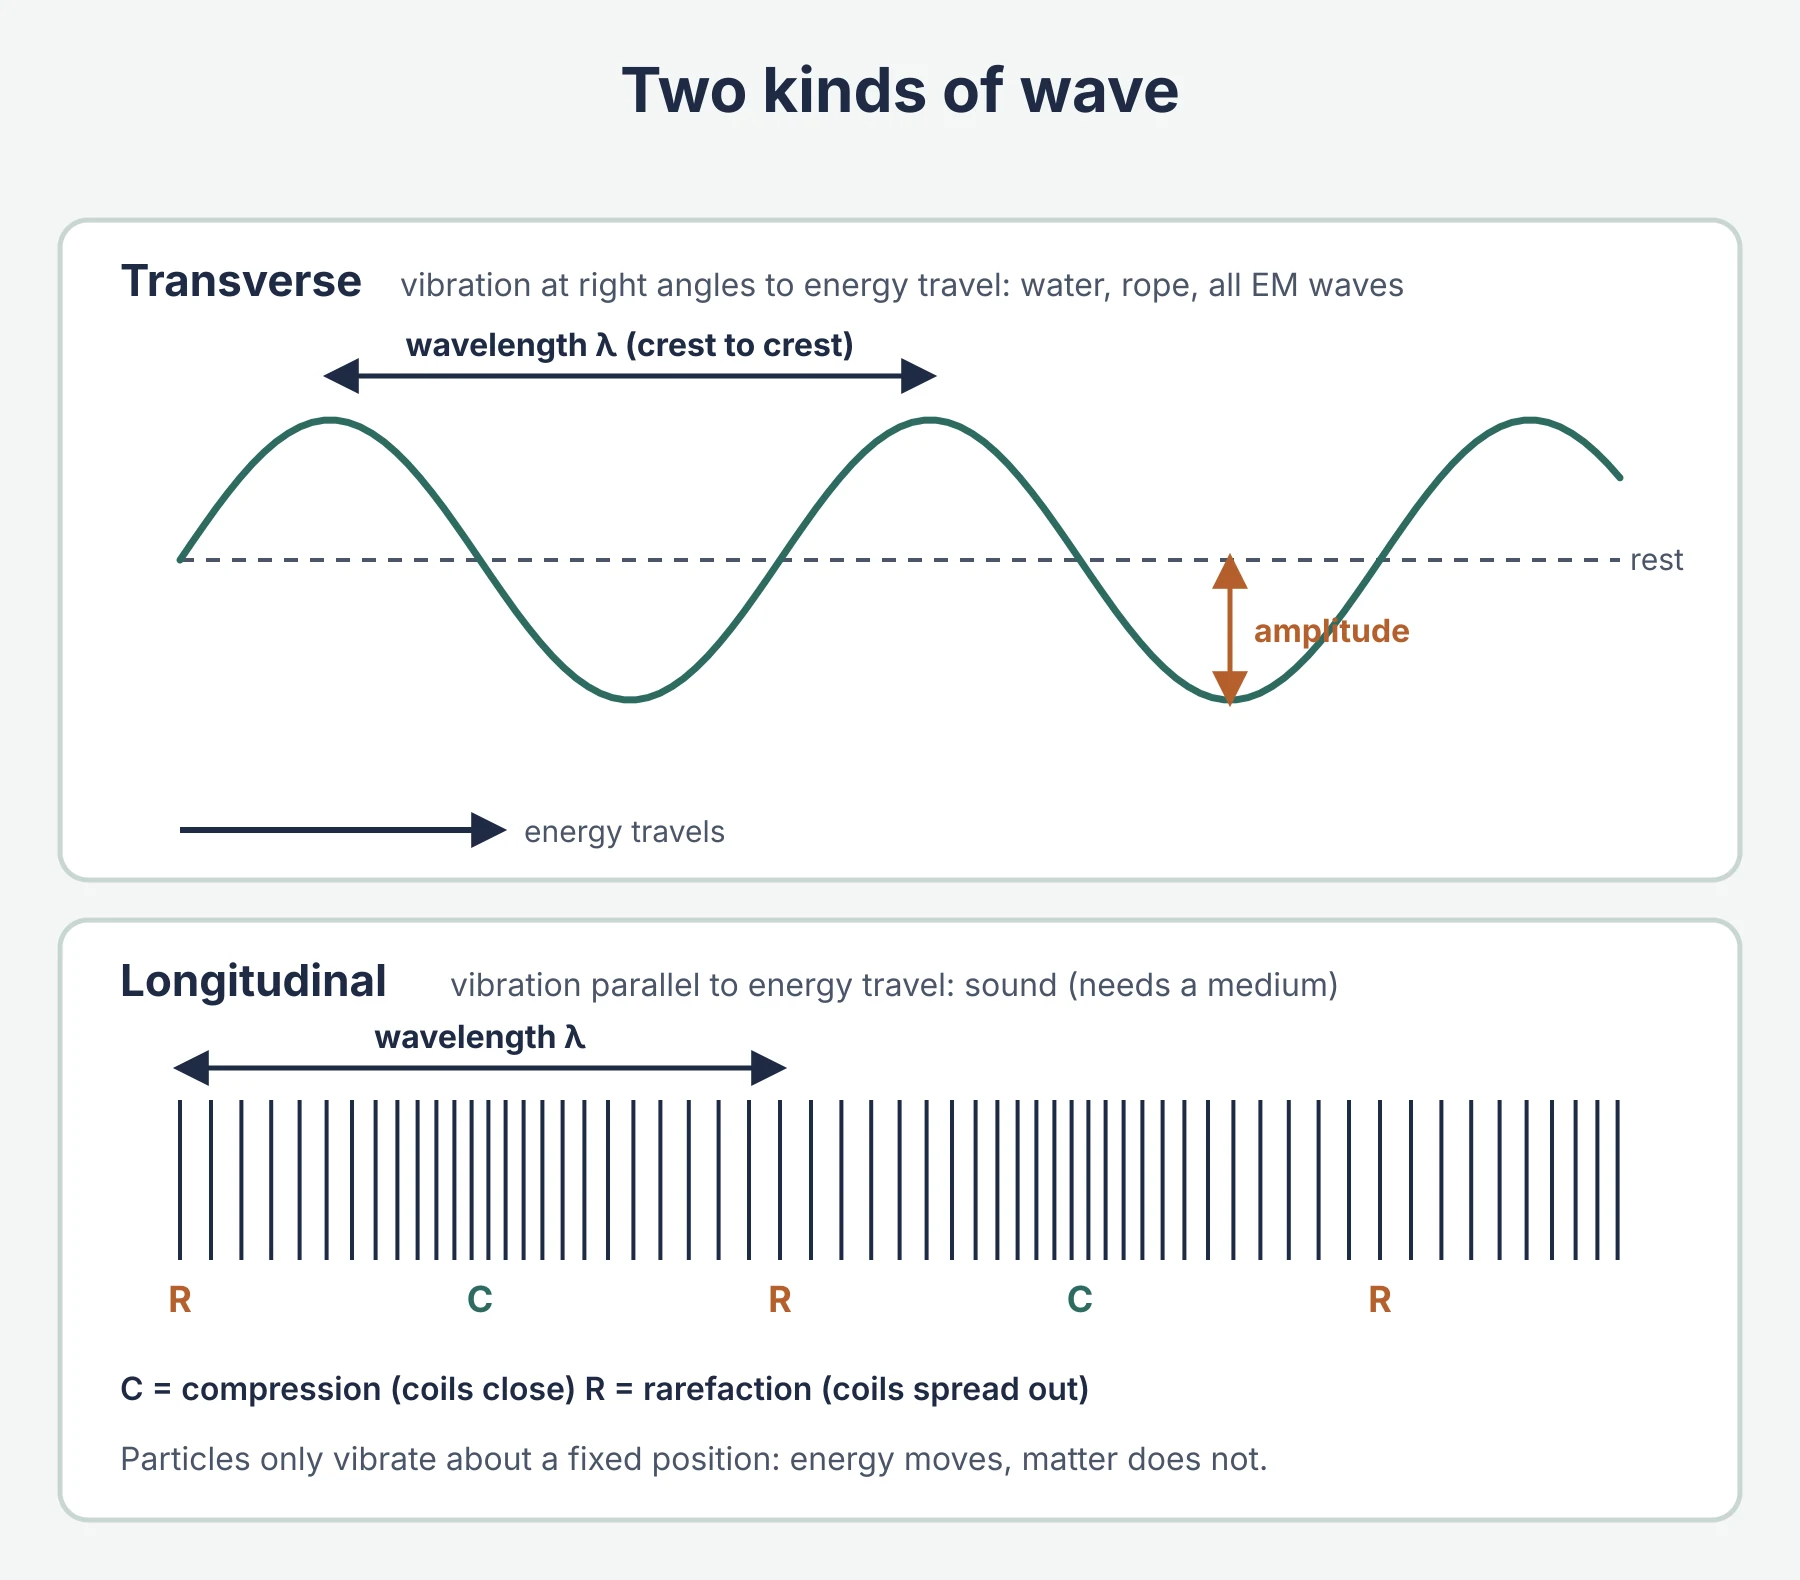 Two kinds of wave
Transverse vibration at right angles to energy travel: water, rope, all EM waves
wavelength λ (crest to crest)
rest
amplitude
energy travels
Longitudinal vibration parallel to energy travel: sound (needs a medium)
wavelength λ
R C R C R
C = compression (coils close) R = rarefaction (coils spread out)
Particles only vibrate about a fixed position: energy moves, matter does not.